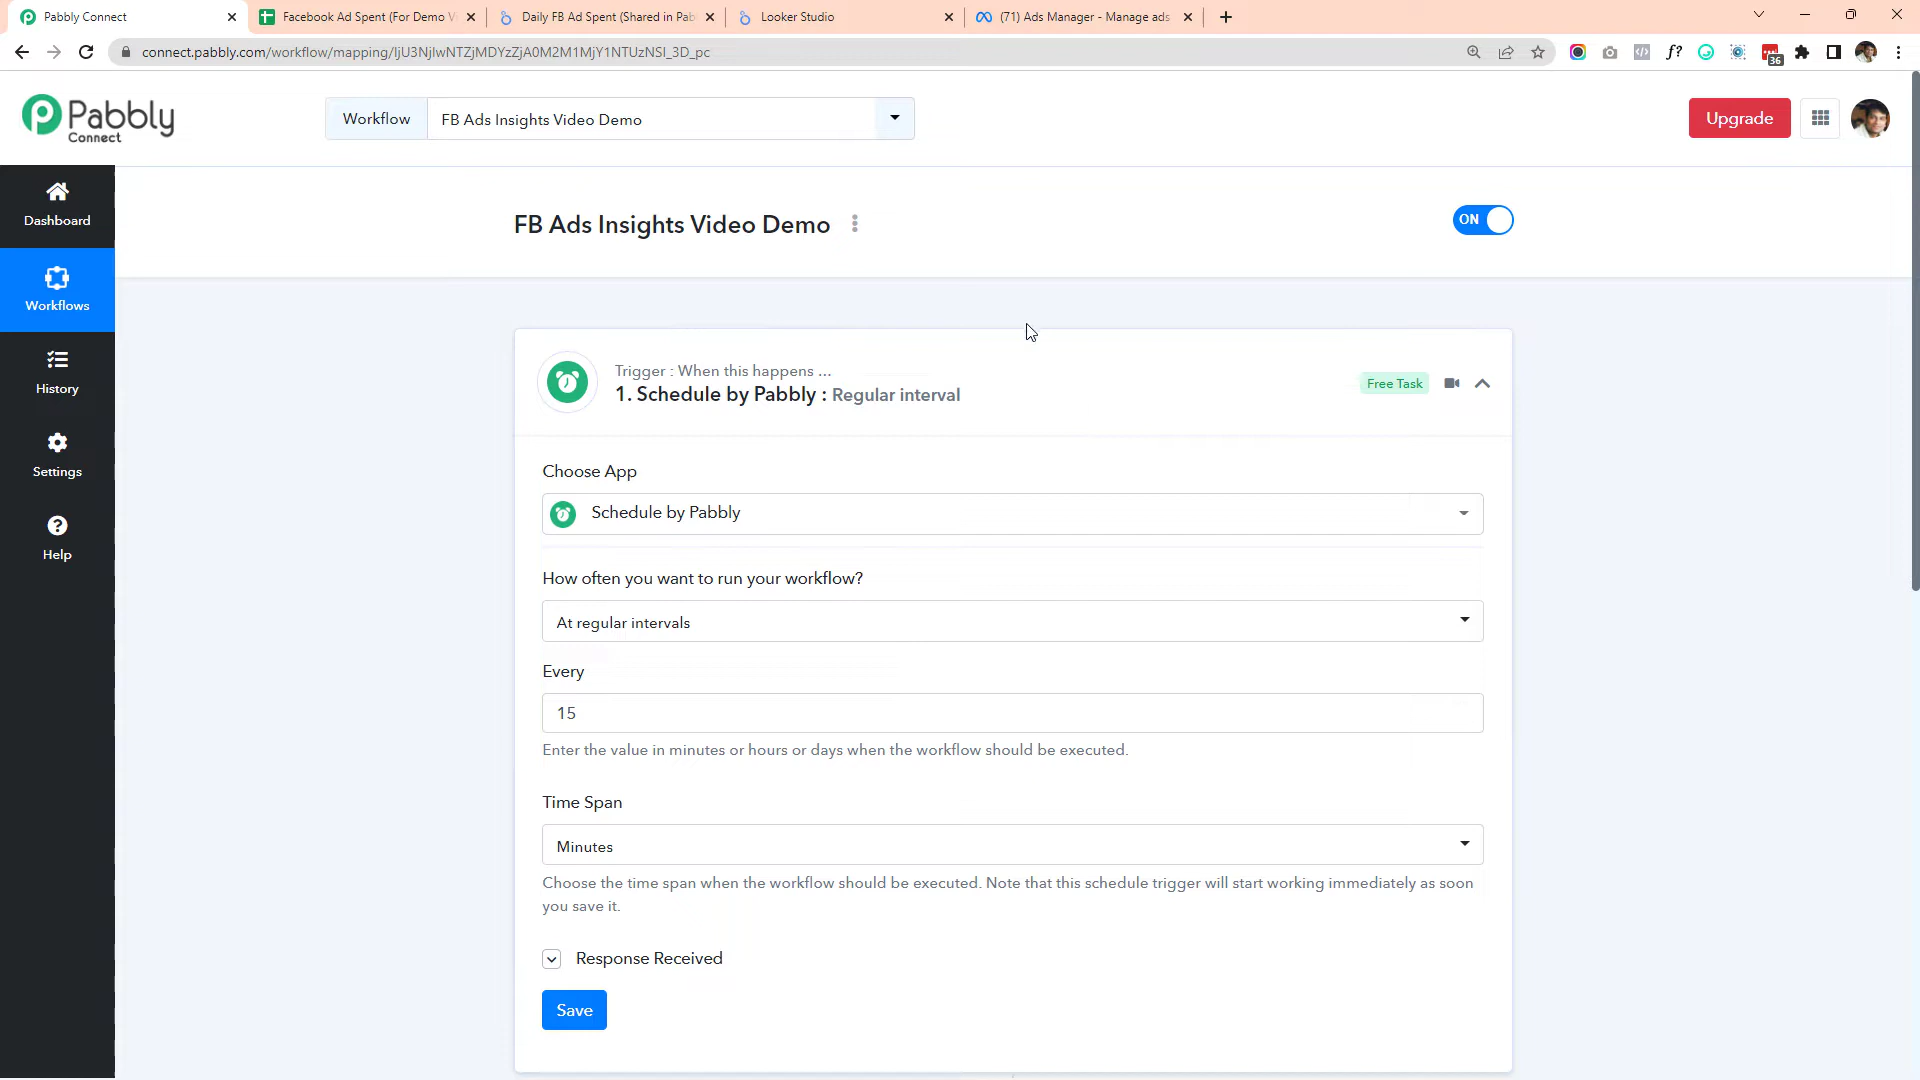 Pabbly Connect
Facebook Ad Spent (For Demo Vi
Daily FB Ad Spent (Shared in Pab
Looker Studio
(71) Ads Manager - Manage ads
connect.pabbly.com/workflow/mapping/IjU3NjIwNTZjMDYzZjA0M2M1MjY1NTUzNSI_3D_pc
36
Pabbly
Connect
Workflow
FB Ads Insights Video Demo
Upgrade
Dashboard
Workflows
History
Settings
Help
FB Ads Insights Video Demo
ON
Trigger : When this happens ...
1. Schedule by Pabbly : Regular interval
Free Task
Choose App
Schedule by Pabbly
How often you want to run your workflow?
At regular intervals
Every
15
Enter the value in minutes or hours or days when the workflow should be executed.
Time Span
Minutes
Choose the time span when the workflow should be executed. Note that this schedule trigger will start working immediately as soon
you save it.
Response Received
Save